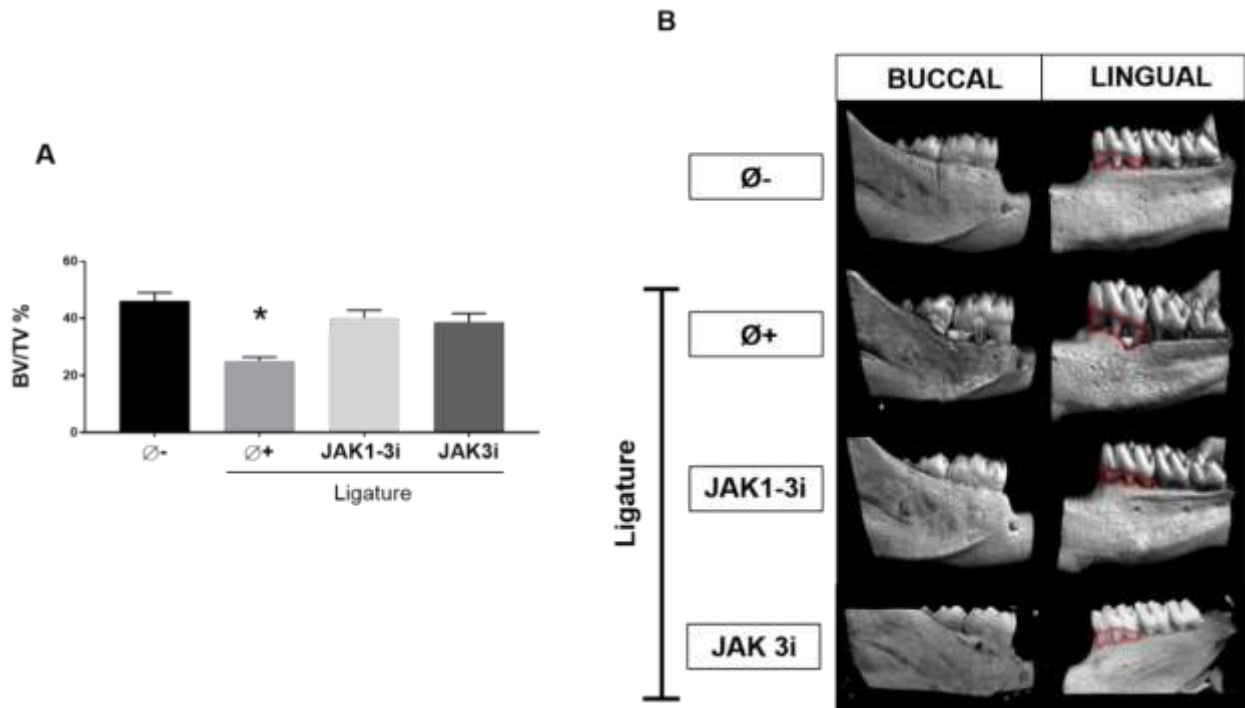 A
BV/TV %
60
40
20
0
*
Ø-
Ø+
JAK1-3i
JAK3i
Ligature
B
BUCCAL
LINGUAL
Ø-
Ø+
JAK1-3i
JAK 3i
Ligature